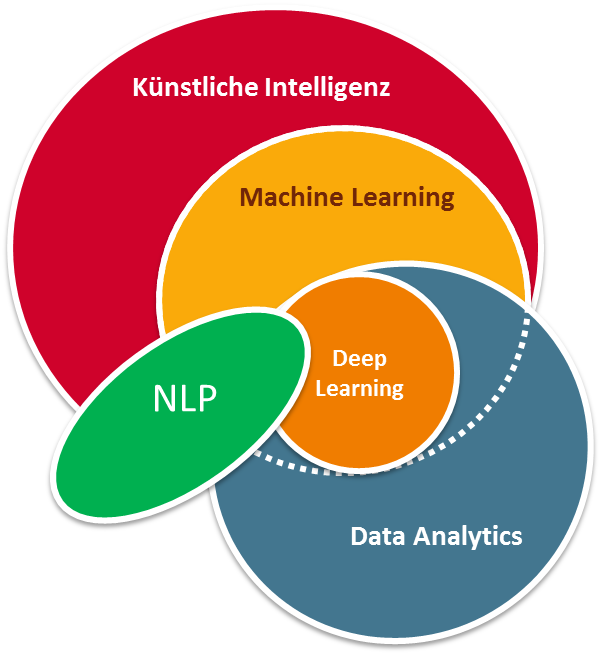 Künstliche Intelligenz
Machine Learning
Deep
Learning
NLP
Data Analytics